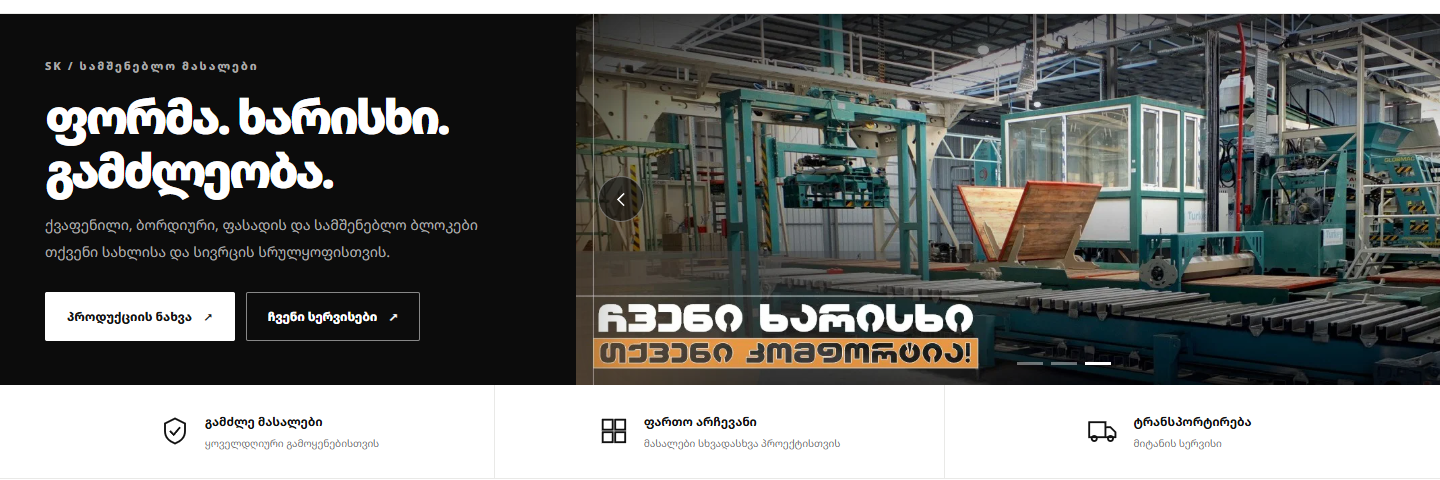 SK / სამშენებლო მასალები
ფორმა. ხარისხი.
გამძლეობა.
ქვაფენილი, ბორდიური, ფასადის და სამშენებლო ბლოკები
თქვენი სახლისა და სივრცის სრულყოფისთვის.
პროდუქციის ნახვა ↗
ჩვენი სერვისები ↗
ჩვენი ხარისხი
თქვენი კომფორტია!
გამძლე მასალები
ყოველდღიური გამოყენებისთვის
ფართო არჩევანი
მასალები სხვადასხვა პროექტისთვის
ტრანსპორტირება
მიტანის სერვისი